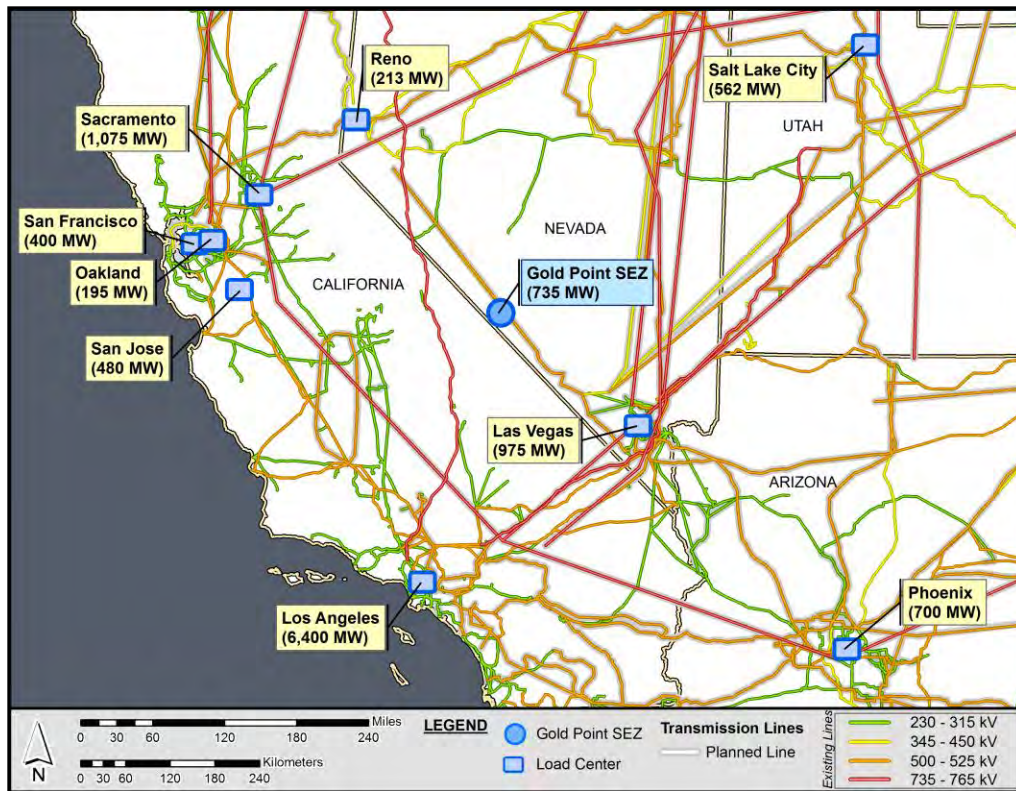 Reno
(213 MW)
Salt Lake City
(562 MW)
UTAH
Sacramento
(1,075 MW)
San Francisco
(400 MW)
NEVADA
Oakland
(195 MW)
CALIFORNIA
Gold Point SEZ
(735 MW)
San Jose
(480 MW)
Las Vegas
(975 MW)
ARIZONA
Los Angeles
(6,400 MW)
Phoenix
(700 MW)
N
0 30 60 120 180 240 Miles
0 30 60 120 180 240 Kilometers
LEGEND
Gold Point SEZ
Load Center
Transmission Lines
Planned Line
Existing Lines
230 - 315 kV
345 - 450 kV
500 - 525 kV
735 - 765 kV